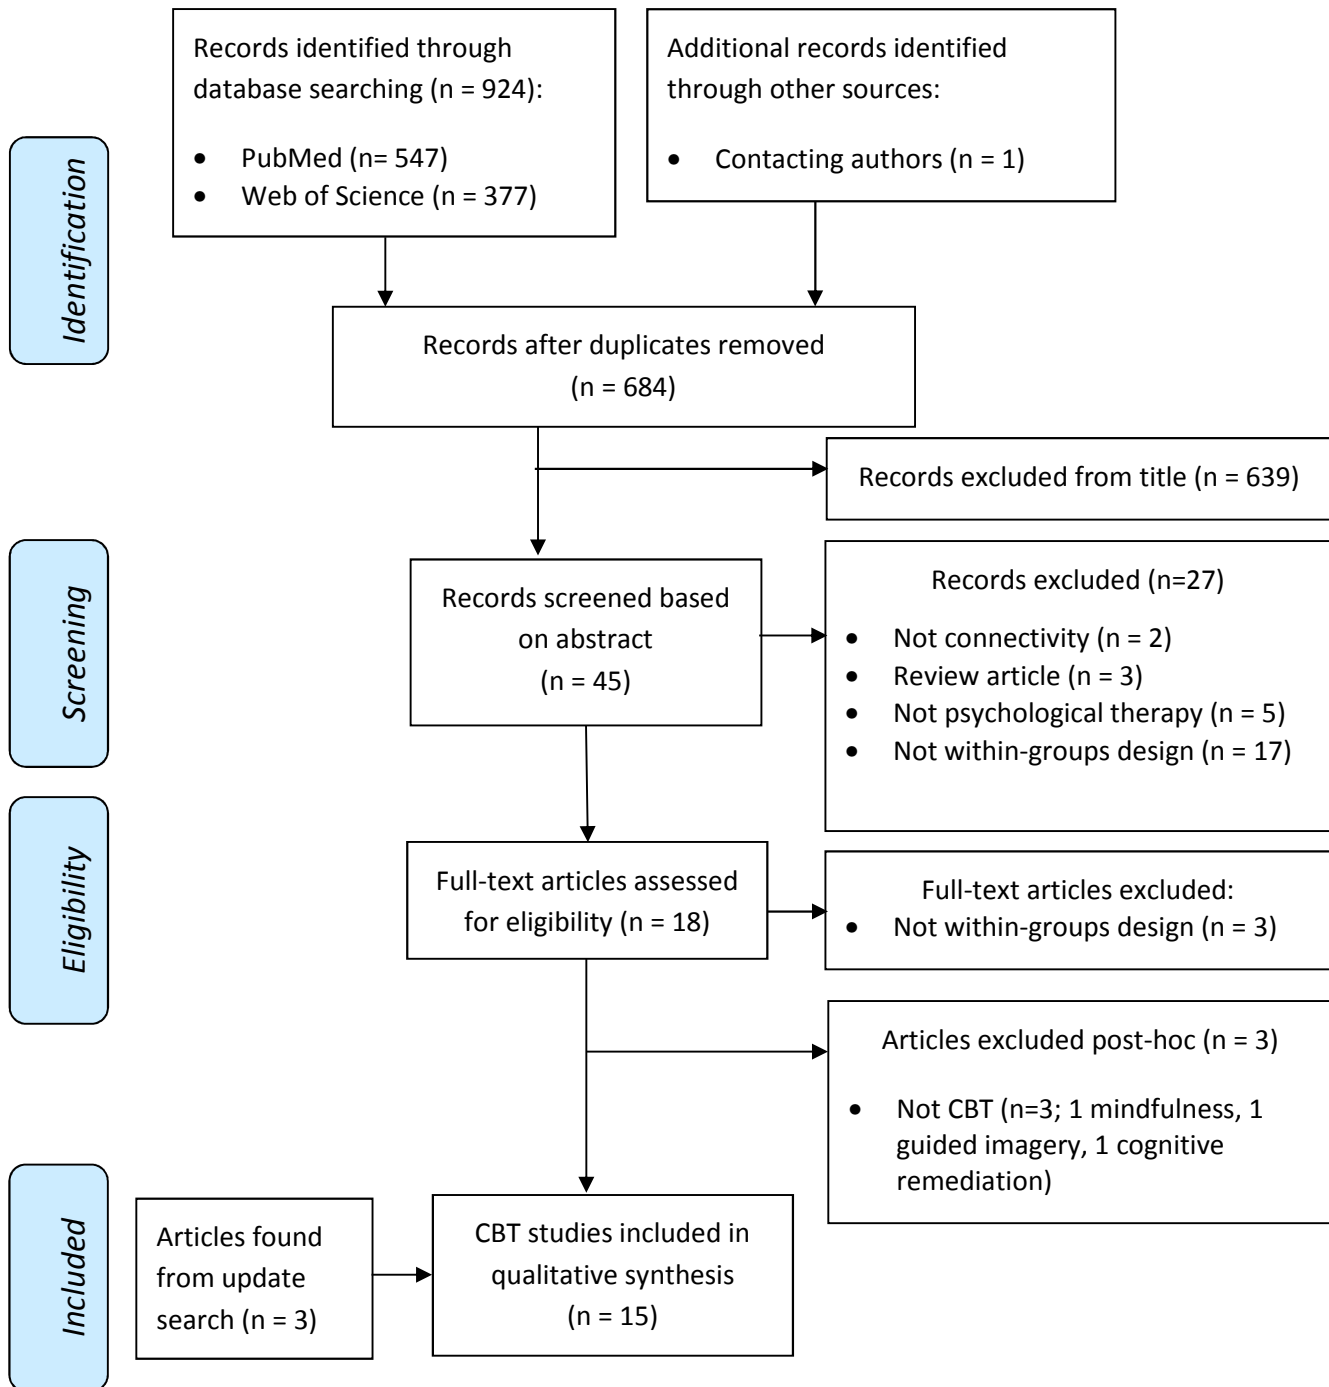 Records identified through
database searching (n = 924):
• PubMed (n= 547)
• Web of Science (n = 377)
Additional records identified
through other sources:
• Contacting authors (n = 1)
Identification
Records after duplicates removed
(n = 684)
Records excluded from title (n = 639)
Screening
Records screened based
on abstract
(n = 45)
Records excluded (n=27)
• Not connectivity (n = 2)
• Review article (n = 3)
• Not psychological therapy (n = 5)
• Not within-groups design (n = 17)
Eligibility
Full-text articles assessed
for eligibility (n = 18)
Full-text articles excluded:
• Not within-groups design (n = 3)
Articles excluded post-hoc (n = 3)
• Not CBT (n=3; 1 mindfulness, 1
guided imagery, 1 cognitive
remediation)
Included
Articles found
from update
search (n = 3)
CBT studies included in
qualitative synthesis
(n = 15)